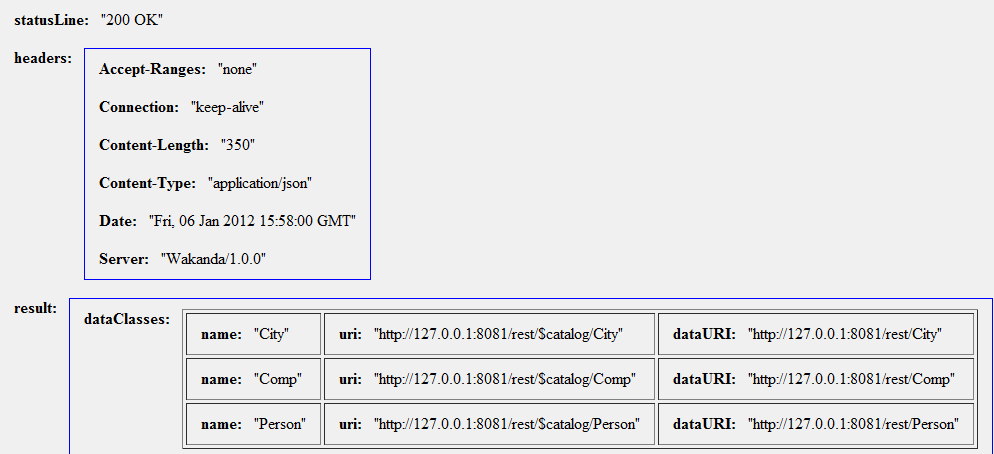 statusLine: "200 OK"
headers:
Accept-Ranges: "none"
Connection: "keep-alive"
Content-Length: "350"
Content-Type: "application/json"
Date: "Fri, 06 Jan 2012 15:58:00 GMT"
Server: "Wakanda/1.0.0"
result:
dataClasses:
name: "City" uri: "http://127.0.0.1:8081/rest/$catalog/City" dataURI: "http://127.0.0.1:8081/rest/City"
name: "Comp" uri: "http://127.0.0.1:8081/rest/$catalog/Comp" dataURI: "http://127.0.0.1:8081/rest/Comp"
name: "Person" uri: "http://127.0.0.1:8081/rest/$catalog/Person" dataURI: "http://127.0.0.1:8081/rest/Person"